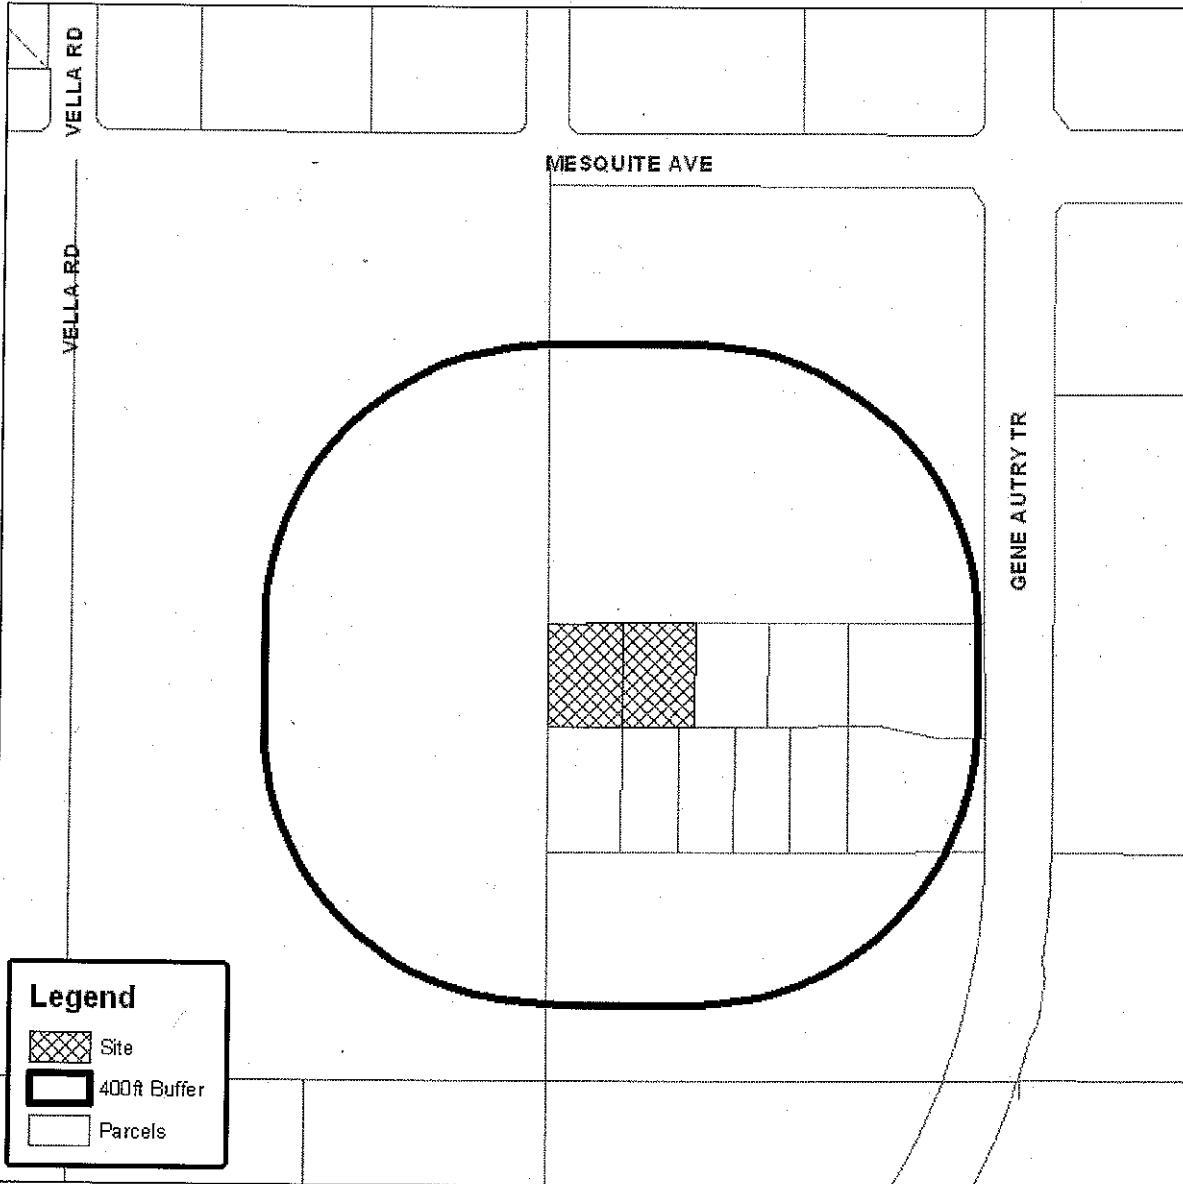 VELLA RD
MESQUITE AVE
VELLA RD
GENE AUTRY TR
Legend
Site
400ft Buffer
Parcels